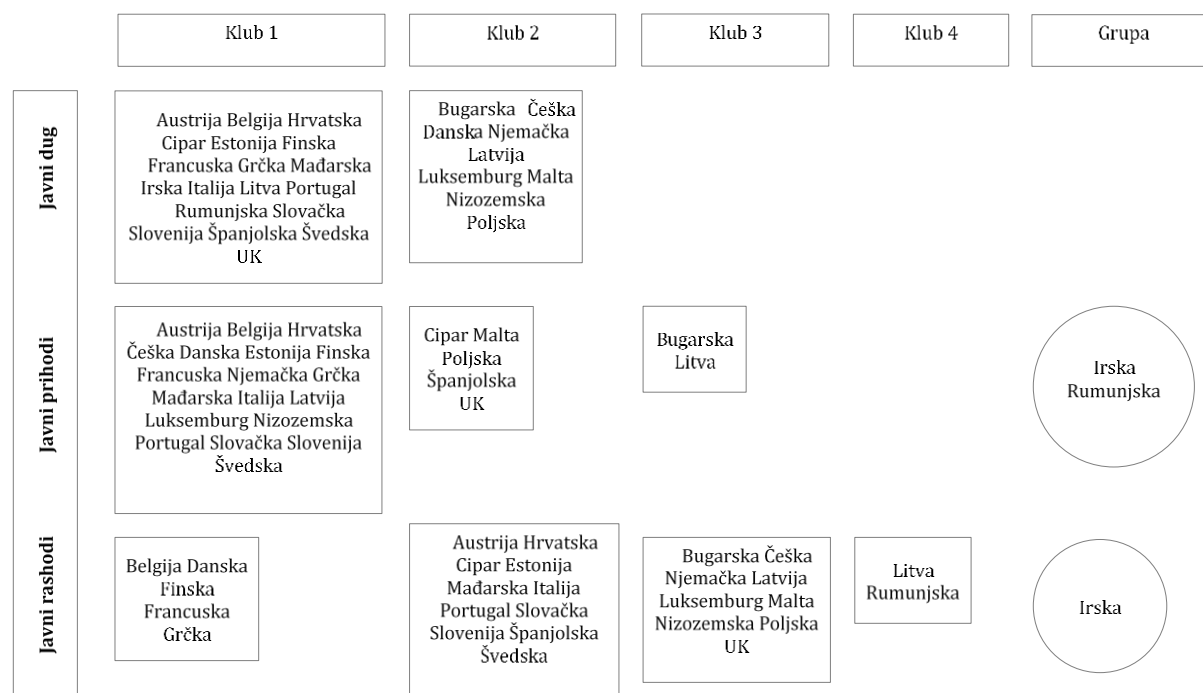 Klub 1
Klub 2
Klub 3
Klub 4
Grupa
Javni dug
Austrija Belgija Hrvatska
Cipar Estonija Finska
Francuska Grčka Mađarska
Irska Italija Litva Portugal
Rumunjska Slovačka
Slovenija Španjolska Švedska
UK
Bugarska Češka
Danska Njemačka
Latvija
Luksemburg Malta
Nizozemska
Poljska
Javni prihodi
Austrija Belgija Hrvatska
Češka Danska Estonija Finska
Francuska Njemačka Grčka
Mađarska Italija Latvija
Luksemburg Nizozemska
Portugal Slovačka Slovenija
Švedska
Cipar Malta
Poljska
Španjolska
UK
Bugarska
Litva
Irska
Rumunjska
Javni rashodi
Belgija Danska
Finska
Francuska
Grčka
Austrija Hrvatska
Cipar Estonija
Mađarska Italija
Portugal Slovačka
Slovenija Španjolska
Švedska
Bugarska Češka
Njemačka Latvija
Luksemburg Malta
Nizozemska Poljska
UK
Litva
Rumunjska
Irska